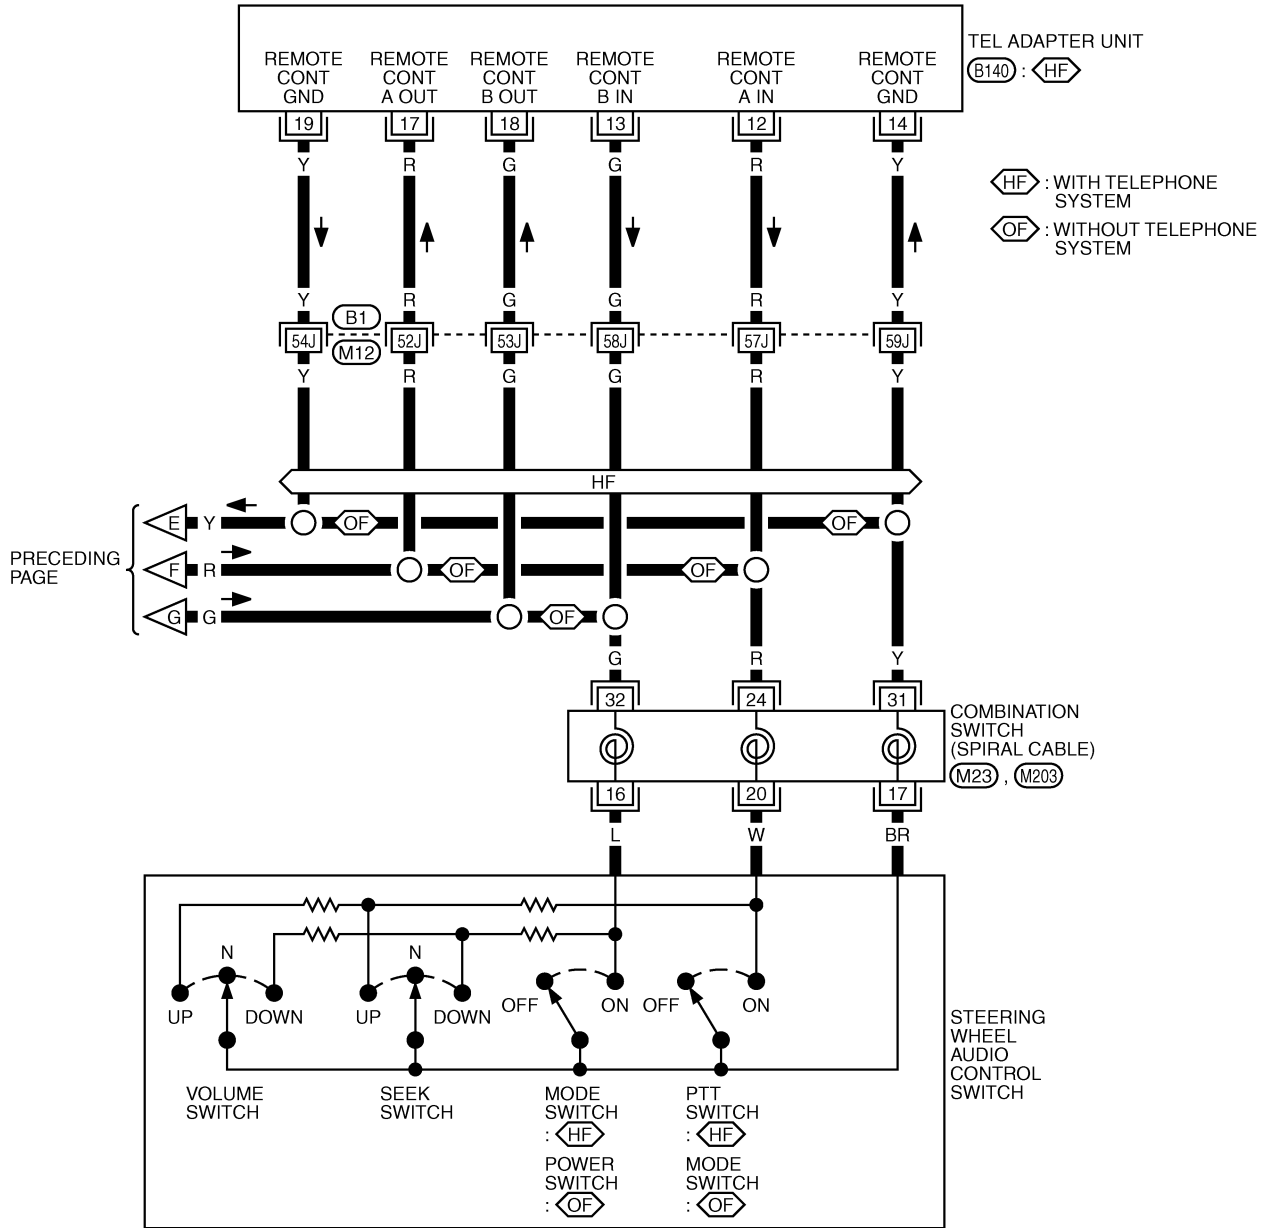 REMOTE CONT GND
REMOTE CONT A OUT
REMOTE CONT B OUT
REMOTE CONT B IN
REMOTE CONT A IN
REMOTE CONT GND
TEL ADAPTER UNIT
B140 : HF
19 17 18 13 12 14
Y R G G R Y
HF : WITH TELEPHONE
SYSTEM
OF : WITHOUT TELEPHONE
SYSTEM
Y R G G R Y
B1
54J 52J 53J 58J 57J 59J
M12
Y R G G R Y
HF
PRECEDING
PAGE
E Y OF OF
F R OF OF
G G OF
G R Y
32 24 31
COMBINATION
SWITCH
(SPIRAL CABLE)
M23 , M203
16 20 17
L W BR
N N
UP DOWN UP DOWN OFF ON OFF ON
STEERING
WHEEL
AUDIO
CONTROL
SWITCH
VOLUME
SWITCH
SEEK
SWITCH
MODE
SWITCH
: HF
POWER
SWITCH
: OF
PTT
SWITCH
: HF
MODE
SWITCH
: OF